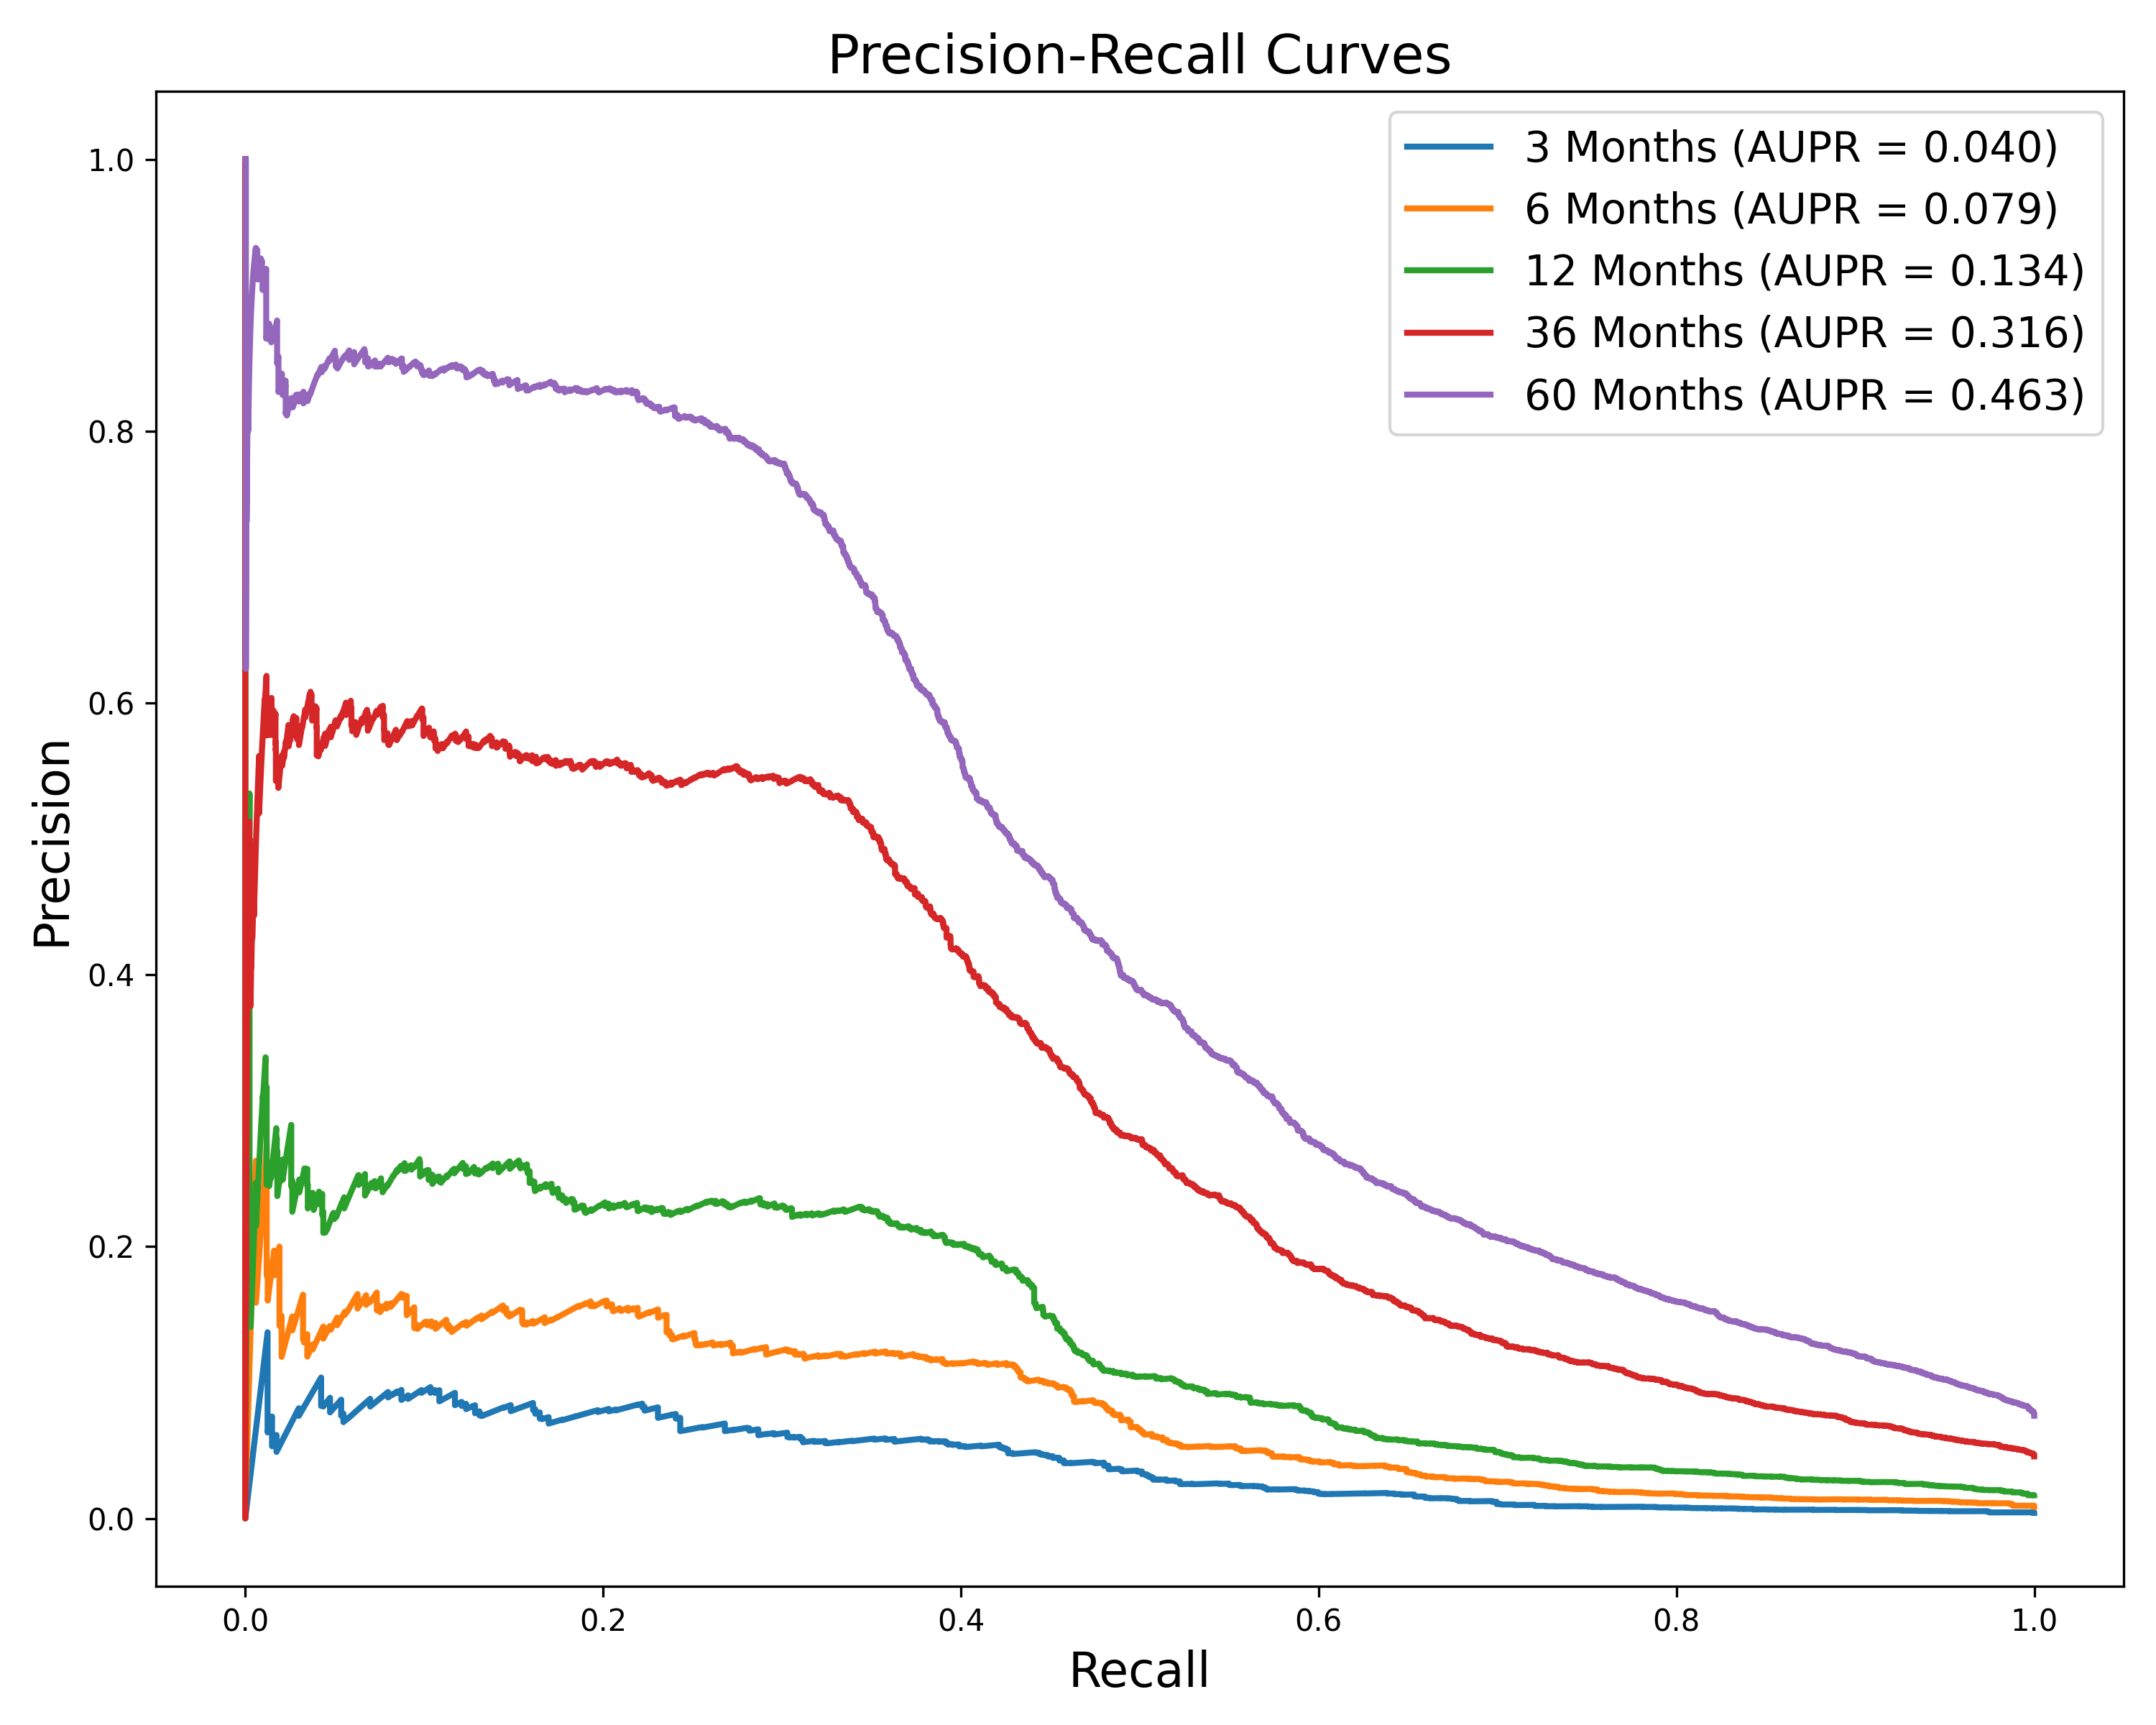 Precision-Recall Curves
3 Months (AUPR = 0.040)
6 Months (AUPR = 0.079)
12 Months (AUPR = 0.134)
36 Months (AUPR = 0.316)
60 Months (AUPR = 0.463)
Precision
1.0
0.8
0.6
0.4
0.2
0.0
0.0 0.2 0.4 0.6 0.8 1.0
Recall